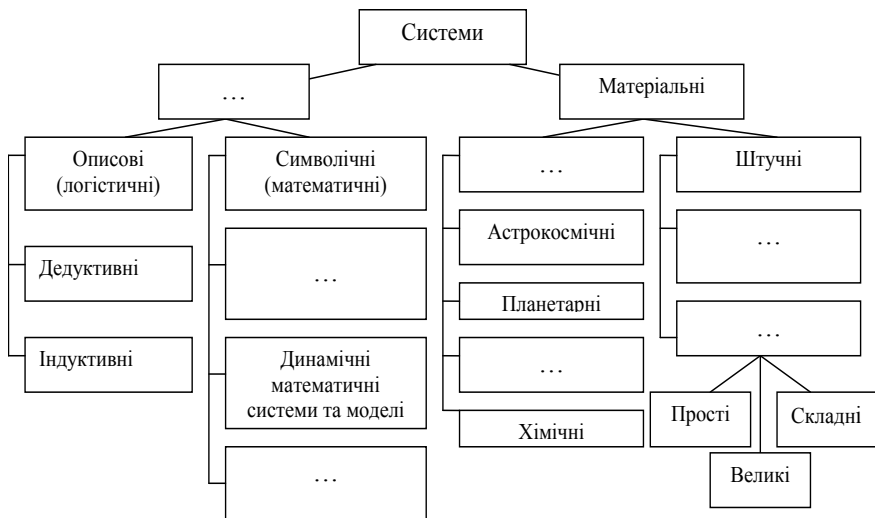 Системи
…
Матеріальні
Описові
(логістичні)
Символічні
(математичні)
…
Штучні
Астрокосмічні
…
Дедуктивні
…
Планетарні
…
Індуктивні
Динамічні
математичні
системи та моделі
…
Хімічні
Прості
Складні
…
Великі